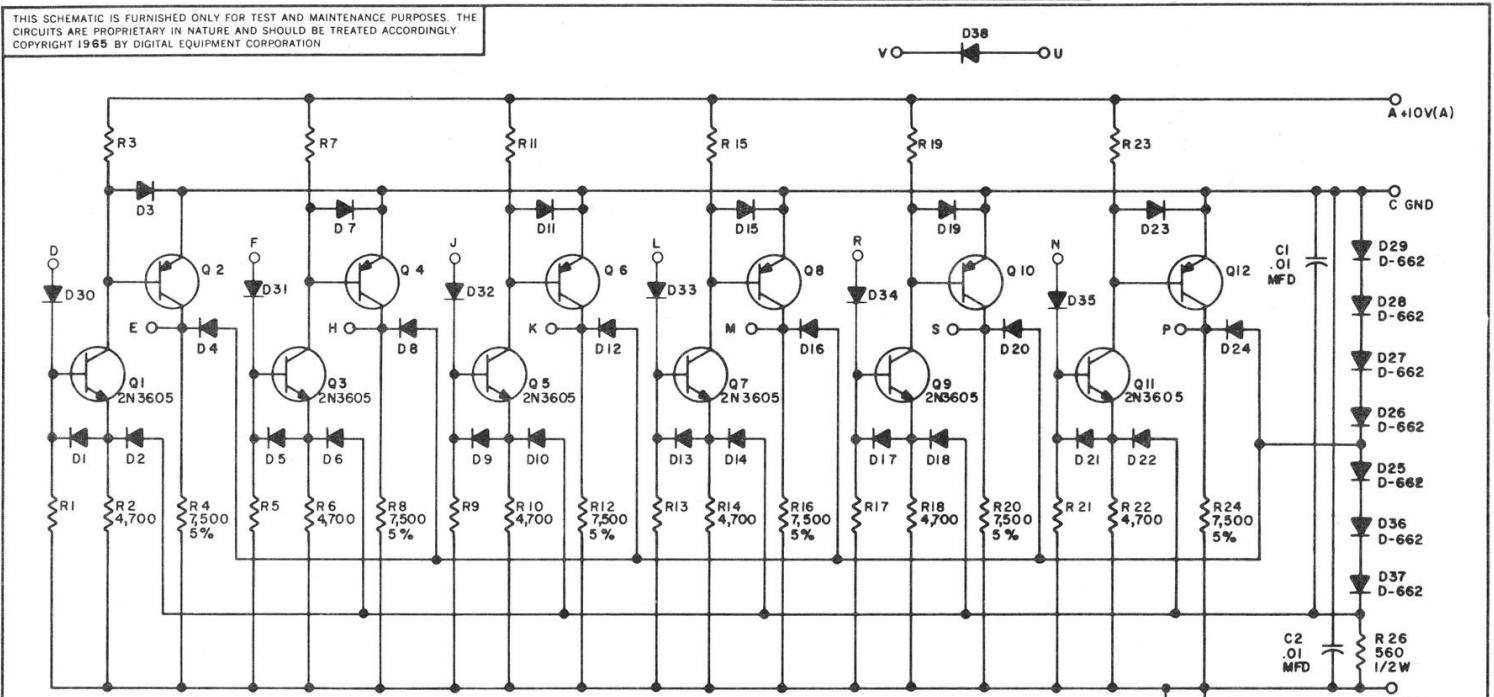 THIS SCHEMATIC IS FURNISHED ONLY FOR TEST AND MAINTENANCE PURPOSES. THE
CIRCUITS ARE PROPRIETARY IN NATURE AND SHOULD BE TREATED ACCORDINGLY.
COPYRIGHT 1965 BY DIGITAL EQUIPMENT CORPORATION
D38
V
U
A +10V(A)
R3
R7
R11
R15
R19
R23
C GND
D3
D7
D11
D15
D19
D23
D
F
J
L
R
N
Q2
Q4
Q6
Q8
Q10
Q12
C1
.01
MFD
D29
D-662
D30
D31
D32
D33
D34
D35
D28
D-662
E
H
K
M
S
P
D4
D8
D12
D16
D20
D24
D27
D-662
Q1
2N3605
Q3
2N3605
Q5
2N3605
Q7
2N3605
Q9
2N3605
Q11
2N3605
D26
D-662
D1
D2
D5
D6
D9
D10
D13
D14
D17
D18
D21
D22
D25
D-662
R1
R2
4,700
R4
7,500
5%
R5
R6
4,700
R8
7,500
5%
R9
R10
4,700
R12
7,500
5%
R13
R14
4,700
R16
7,500
5%
R17
R18
4,700
R20
7,500
5%
R21
R22
4,700
R24
7,500
5%
D36
D-662
D37
D-662
C2
.01
MFD
R26
560
1/2W